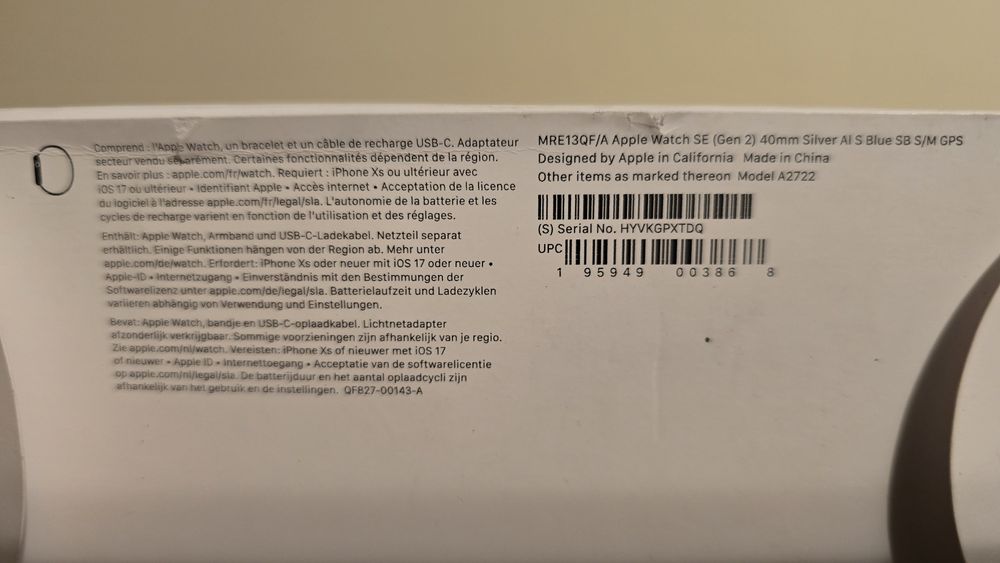 Comprend : l'Apple Watch, un bracelet et un câble de recharge USB-C. Adaptateur
secteur vendu séparément. Certaines fonctionnalités dépendent de la région.
En savoir plus : apple.com/fr/watch. Requiert : iPhone Xs ou ultérieur avec
iOS 17 ou ultérieur • Identifiant Apple • Accès internet • Acceptation de la licence
du logiciel à l'adresse apple.com/fr/legal/sla. L'autonomie de la batterie et les
cycles de recharge varient en fonction de l'utilisation et des réglages.
Enthält: Apple Watch, Armband und USB-C-Ladekabel. Netzteil separat
erhältlich. Einige Funktionen hängen von der Region ab. Mehr unter
apple.com/de/watch. Erfordert: iPhone Xs oder neuer mit iOS 17 oder neuer •
Apple-ID • Internetzugang • Einverständnis mit den Bestimmungen der
Softwarelizenz unter apple.com/de/legal/sla. Batterielaufzeit und Ladezyklen
variieren abhängig von Verwendung und Einstellungen.
Bevat: Apple Watch, bandje en USB-C-oplaadkabel. Lichtnetadapter
afzonderlijk verkrijgbaar. Sommige voorzieningen zijn afhankelijk van je regio.
Zie apple.com/nl/watch. Vereisten: iPhone Xs of nieuwer met iOS 17
of nieuwer • Apple ID • Internettoegang • Acceptatie van de softwarelicentie
op apple.com/nl/legal/sla. De batterijduur en het aantal oplaadcycli zijn
afhankelijk van het gebruik en de instellingen. QF827-00143-A
MRE13QF/A Apple Watch SE (Gen 2) 40mm Silver Al S Blue SB S/M GPS
Designed by Apple in California Made in China
Other items as marked thereon Model A2722
(S) Serial No. HYVKGPXTDQ
UPC
1 95949 00386 8